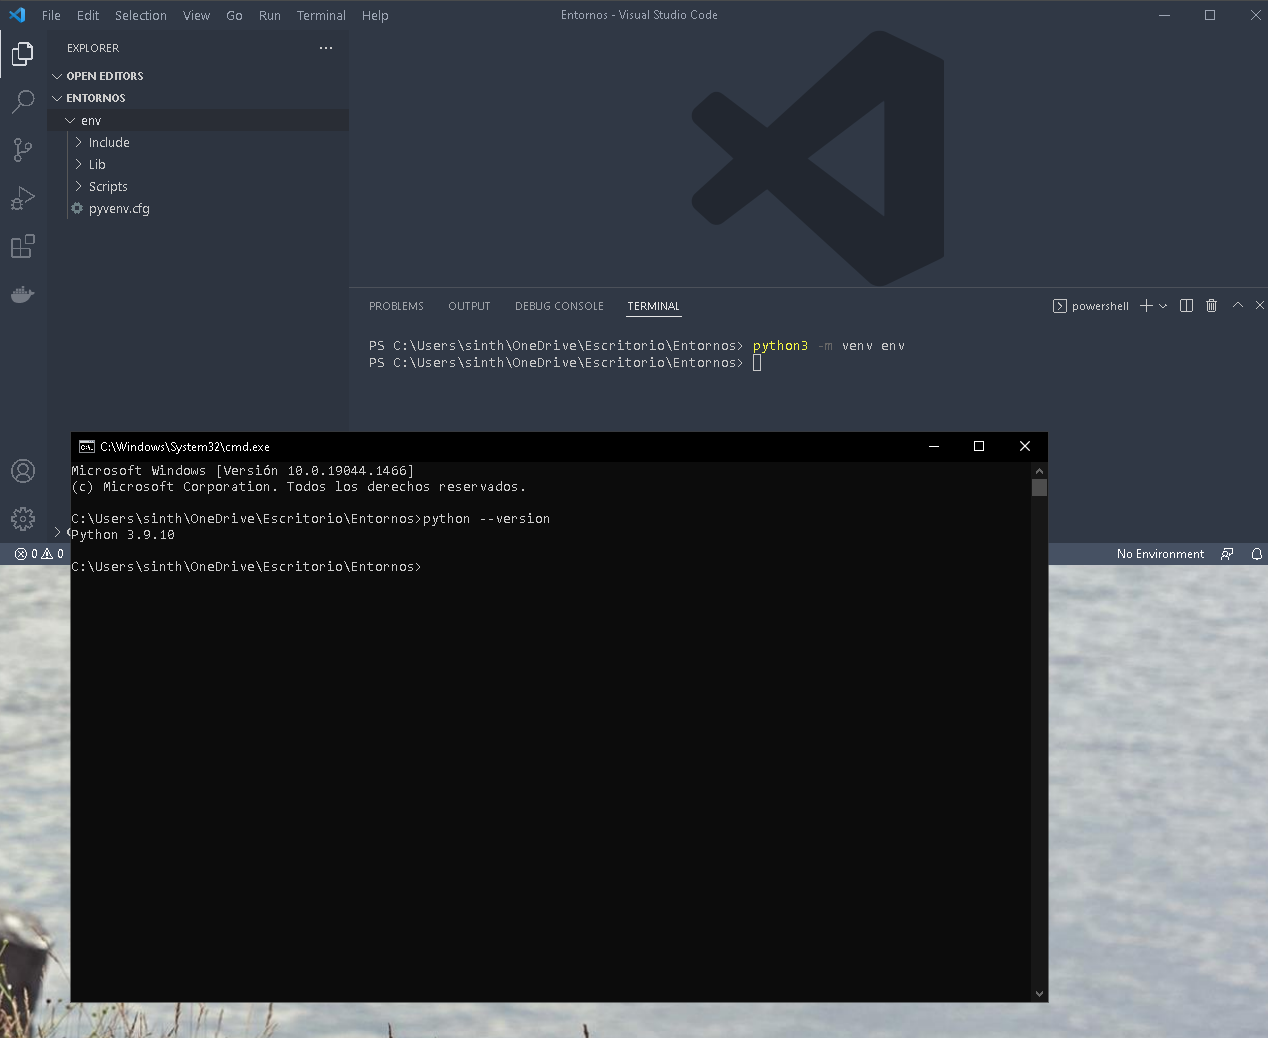 File Edit Selection View Go Run Terminal Help
Entornos - Visual Studio Code
EXPLORER
OPEN EDITORS
ENTORNOS
env
Include
Lib
Scripts
pyvenv.cfg
PROBLEMS OUTPUT DEBUG CONSOLE TERMINAL
powershell
PS C:\Users\sinth\OneDrive\Escritorio\Entornos> python3 -m venv env
PS C:\Users\sinth\OneDrive\Escritorio\Entornos>
C:\Windows\System32\cmd.exe
Microsoft Windows [Versión 10.0.19044.1466]
(c) Microsoft Corporation. Todos los derechos reservados.
C:\Users\sinth\OneDrive\Escritorio\Entornos>python --version
Python 3.9.10
C:\Users\sinth\OneDrive\Escritorio\Entornos>
0 0
No Environment